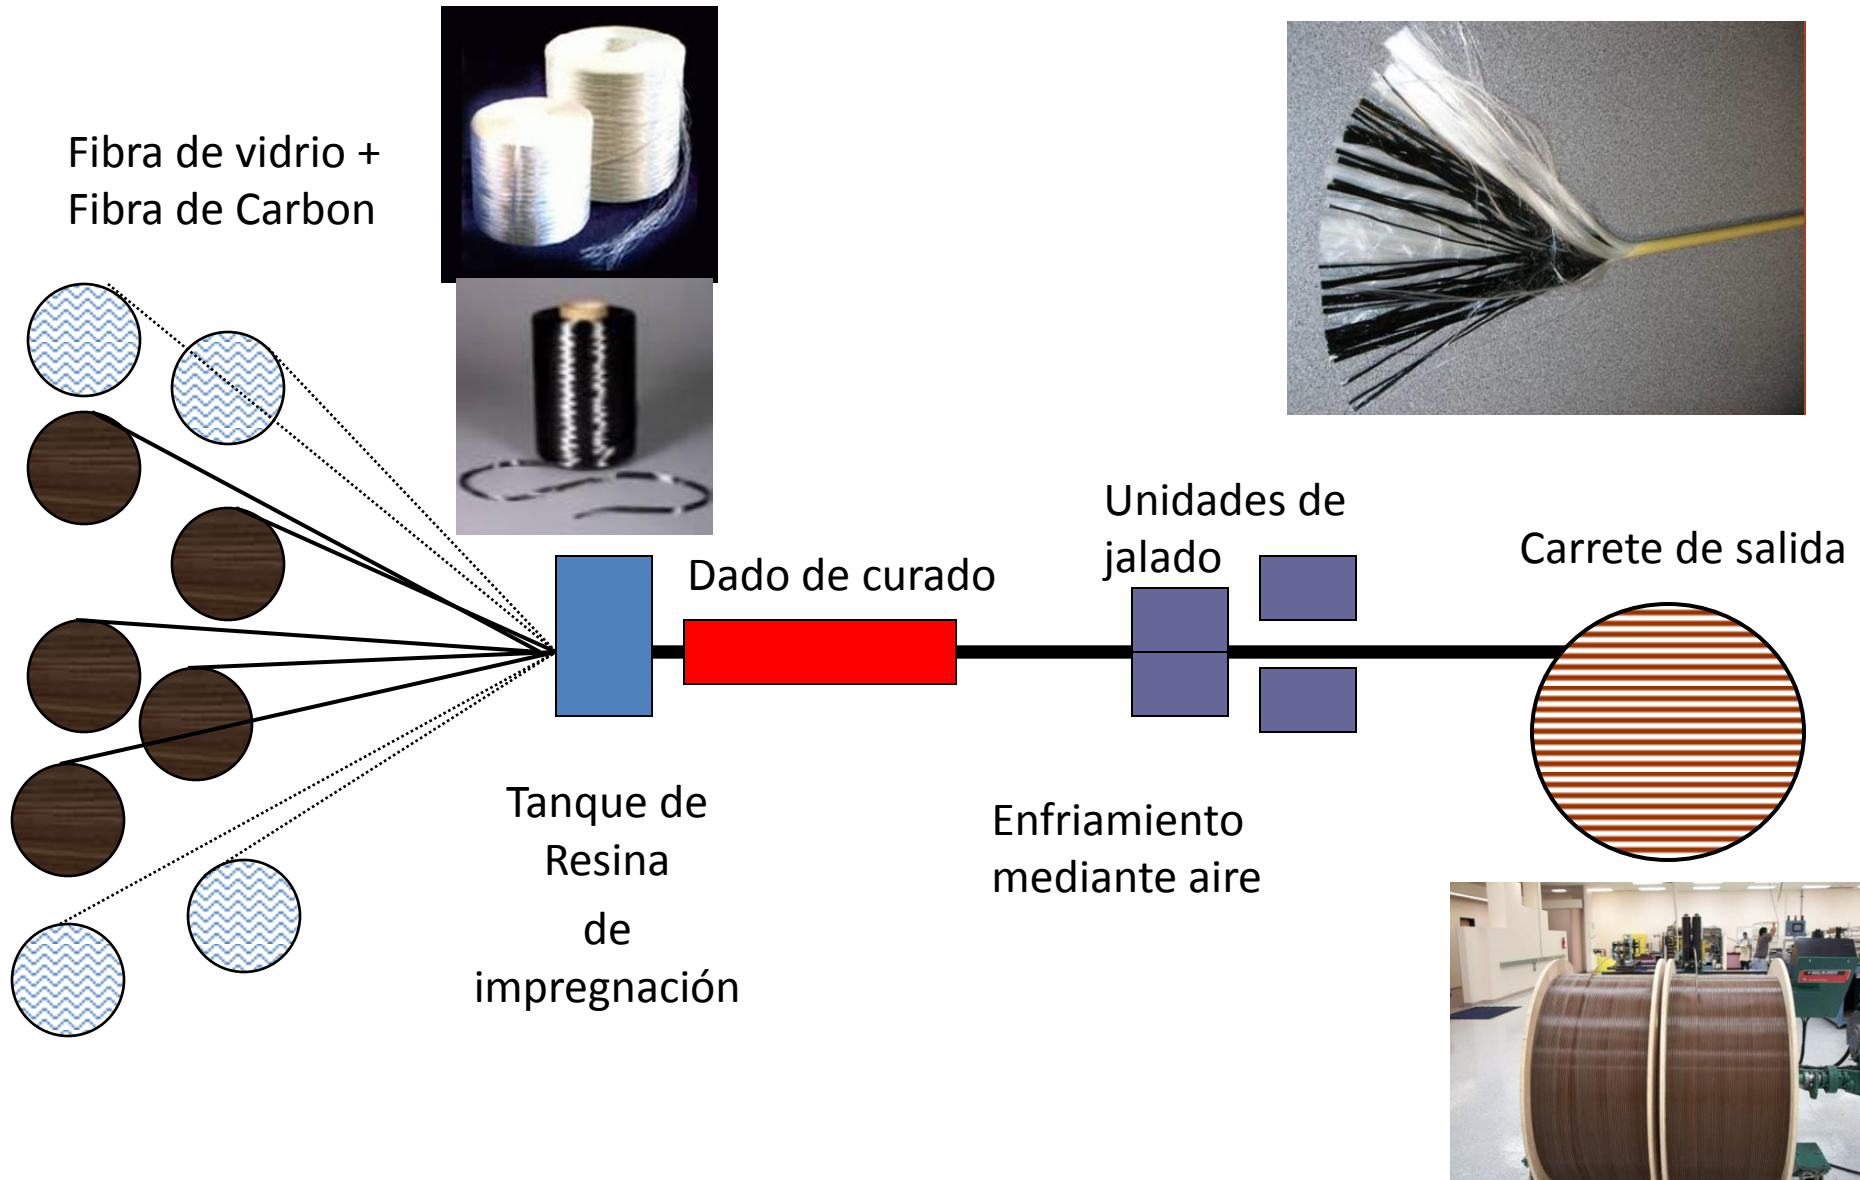 Fibra de vidrio +
Fibra de Carbon
Unidades de
jalado
Carrete de salida
Dado de curado
Tanque de
Resina
de
impregnación
Enfriamiento
mediante aire